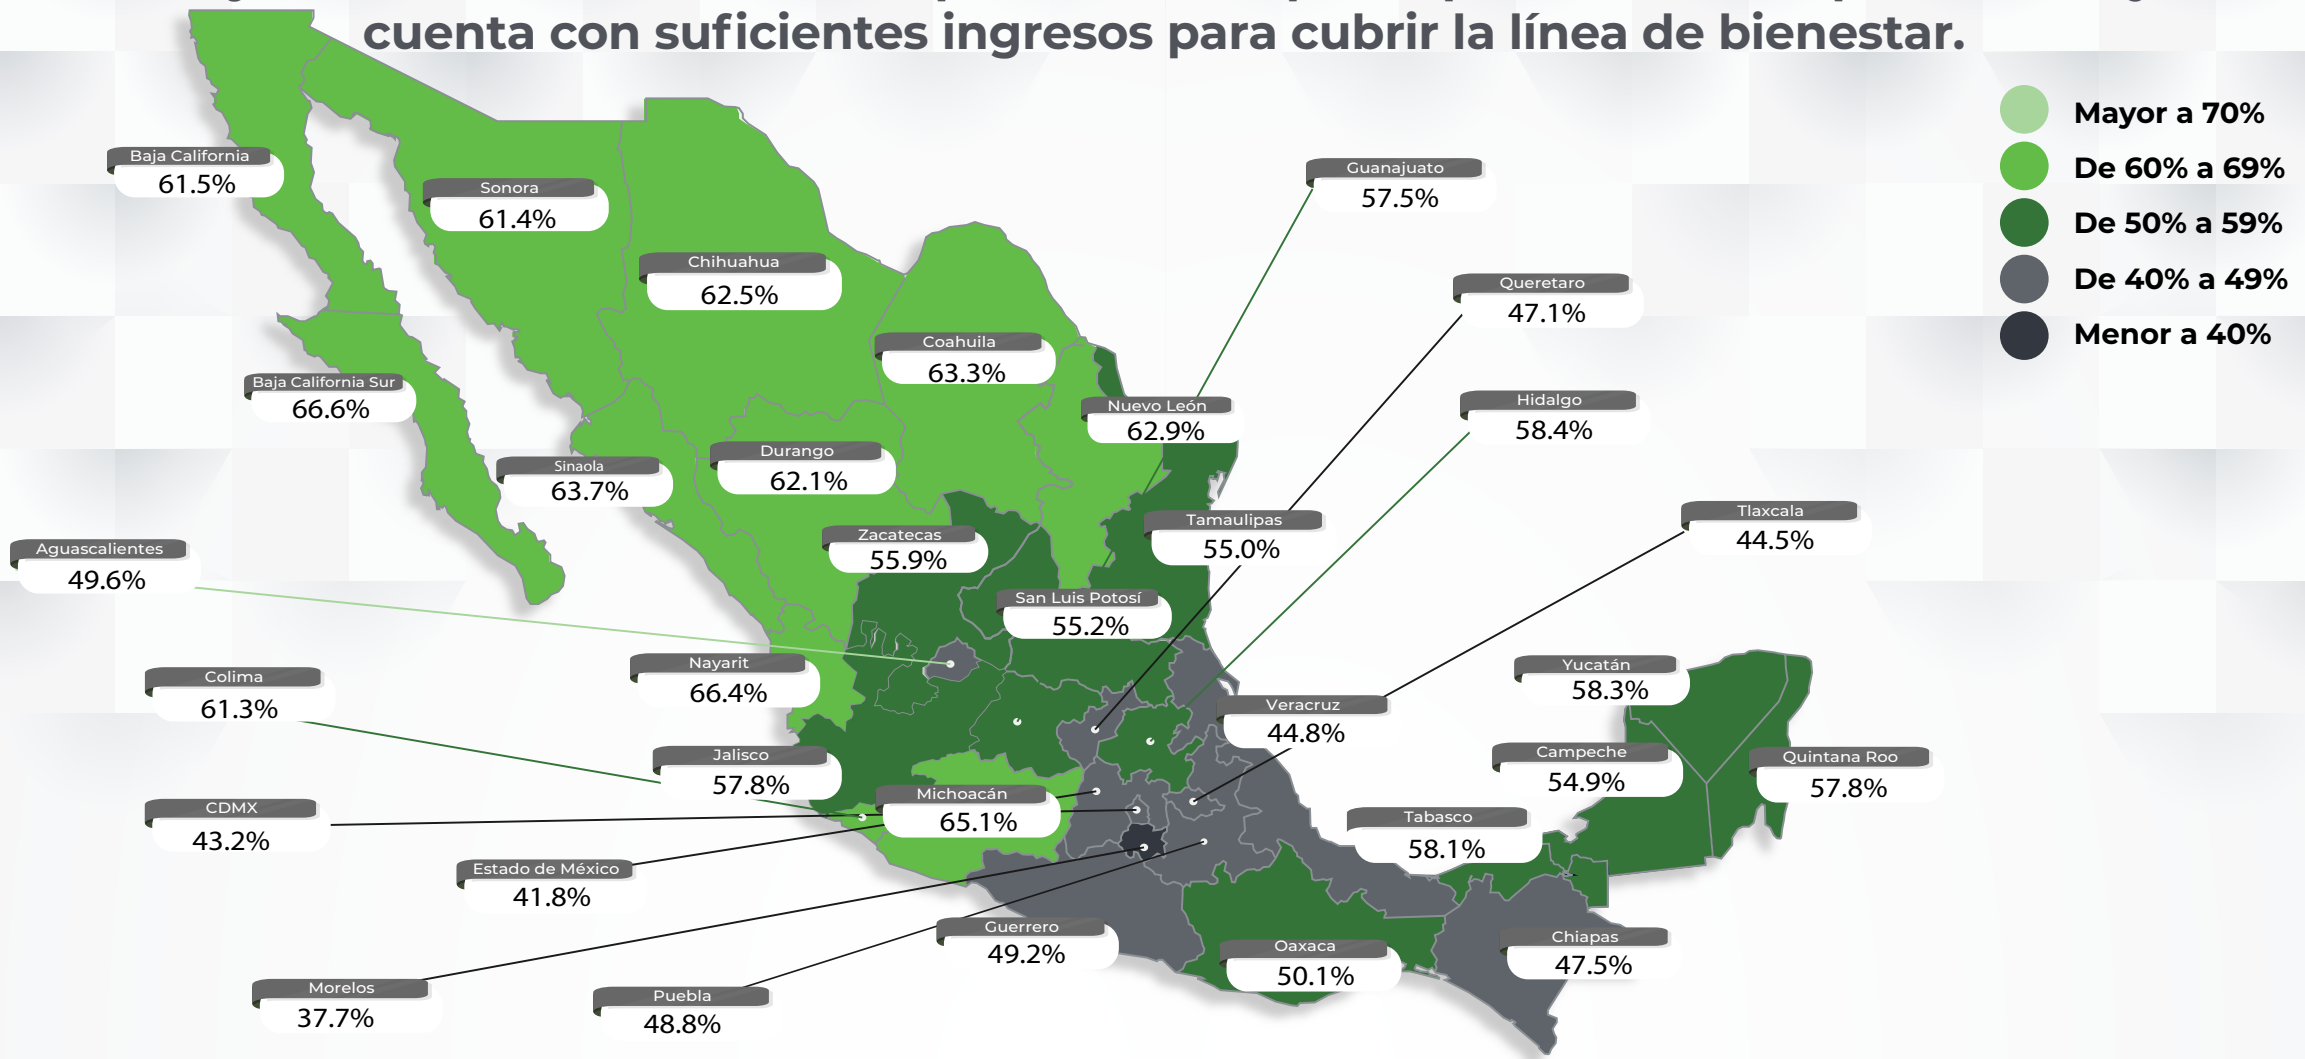 cuenta con suficientes ingresos para cubrir la línea de bienestar.
Mayor a 70%
De 60% a 69%
De 50% a 59%
De 40% a 49%
Menor a 40%
Baja California
61.5%
Sonora
61.4%
Guanajuato
57.5%
Chihuahua
62.5%
Queretaro
47.1%
Coahuila
63.3%
Baja California Sur
66.6%
Nuevo León
62.9%
Hidalgo
58.4%
Durango
62.1%
Sinaola
63.7%
Tlaxcala
44.5%
Tamaulipas
55.0%
Zacatecas
55.9%
Aguascalientes
49.6%
San Luis Potosí
55.2%
Nayarit
66.4%
Yucatán
58.3%
Colima
61.3%
Veracruz
44.8%
Campeche
54.9%
Quintana Roo
57.8%
Jalisco
57.8%
Michoacán
65.1%
CDMX
43.2%
Tabasco
58.1%
Estado de México
41.8%
Guerrero
49.2%
Chiapas
47.5%
Oaxaca
50.1%
Morelos
37.7%
Puebla
48.8%